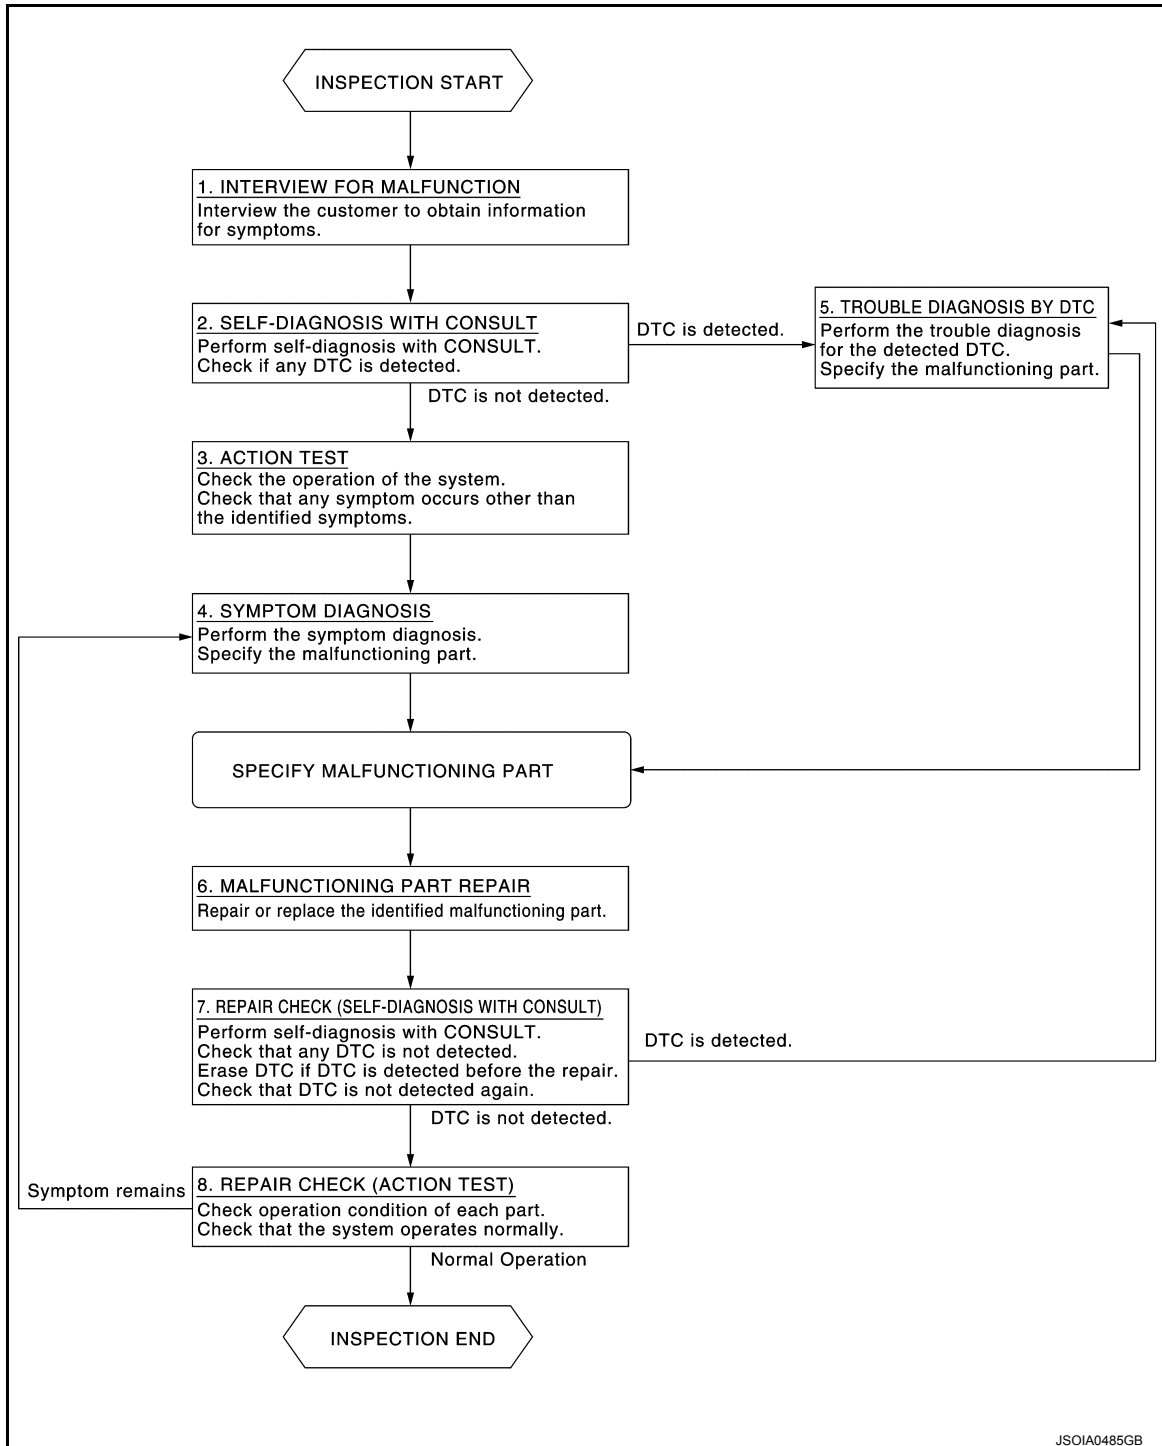 INSPECTION START
1. INTERVIEW FOR MALFUNCTION
Interview the customer to obtain information
for symptoms.
2. SELF-DIAGNOSIS WITH CONSULT
Perform self-diagnosis with CONSULT.
Check if any DTC is detected.
DTC is detected.
5. TROUBLE DIAGNOSIS BY DTC
Perform the trouble diagnosis
for the detected DTC.
Specify the malfunctioning part.
DTC is not detected.
3. ACTION TEST
Check the operation of the system.
Check that any symptom occurs other than
the identified symptoms.
4. SYMPTOM DIAGNOSIS
Perform the symptom diagnosis.
Specify the malfunctioning part.
SPECIFY MALFUNCTIONING PART
6. MALFUNCTIONING PART REPAIR
Repair or replace the identified malfunctioning part.
7. REPAIR CHECK (SELF-DIAGNOSIS WITH CONSULT)
Perform self-diagnosis with CONSULT.
Check that any DTC is not detected.
Erase DTC if DTC is detected before the repair.
Check that DTC is not detected again.
DTC is detected.
DTC is not detected.
Symptom remains
8. REPAIR CHECK (ACTION TEST)
Check operation condition of each part.
Check that the system operates normally.
Normal Operation
INSPECTION END
JSOIA0485GB